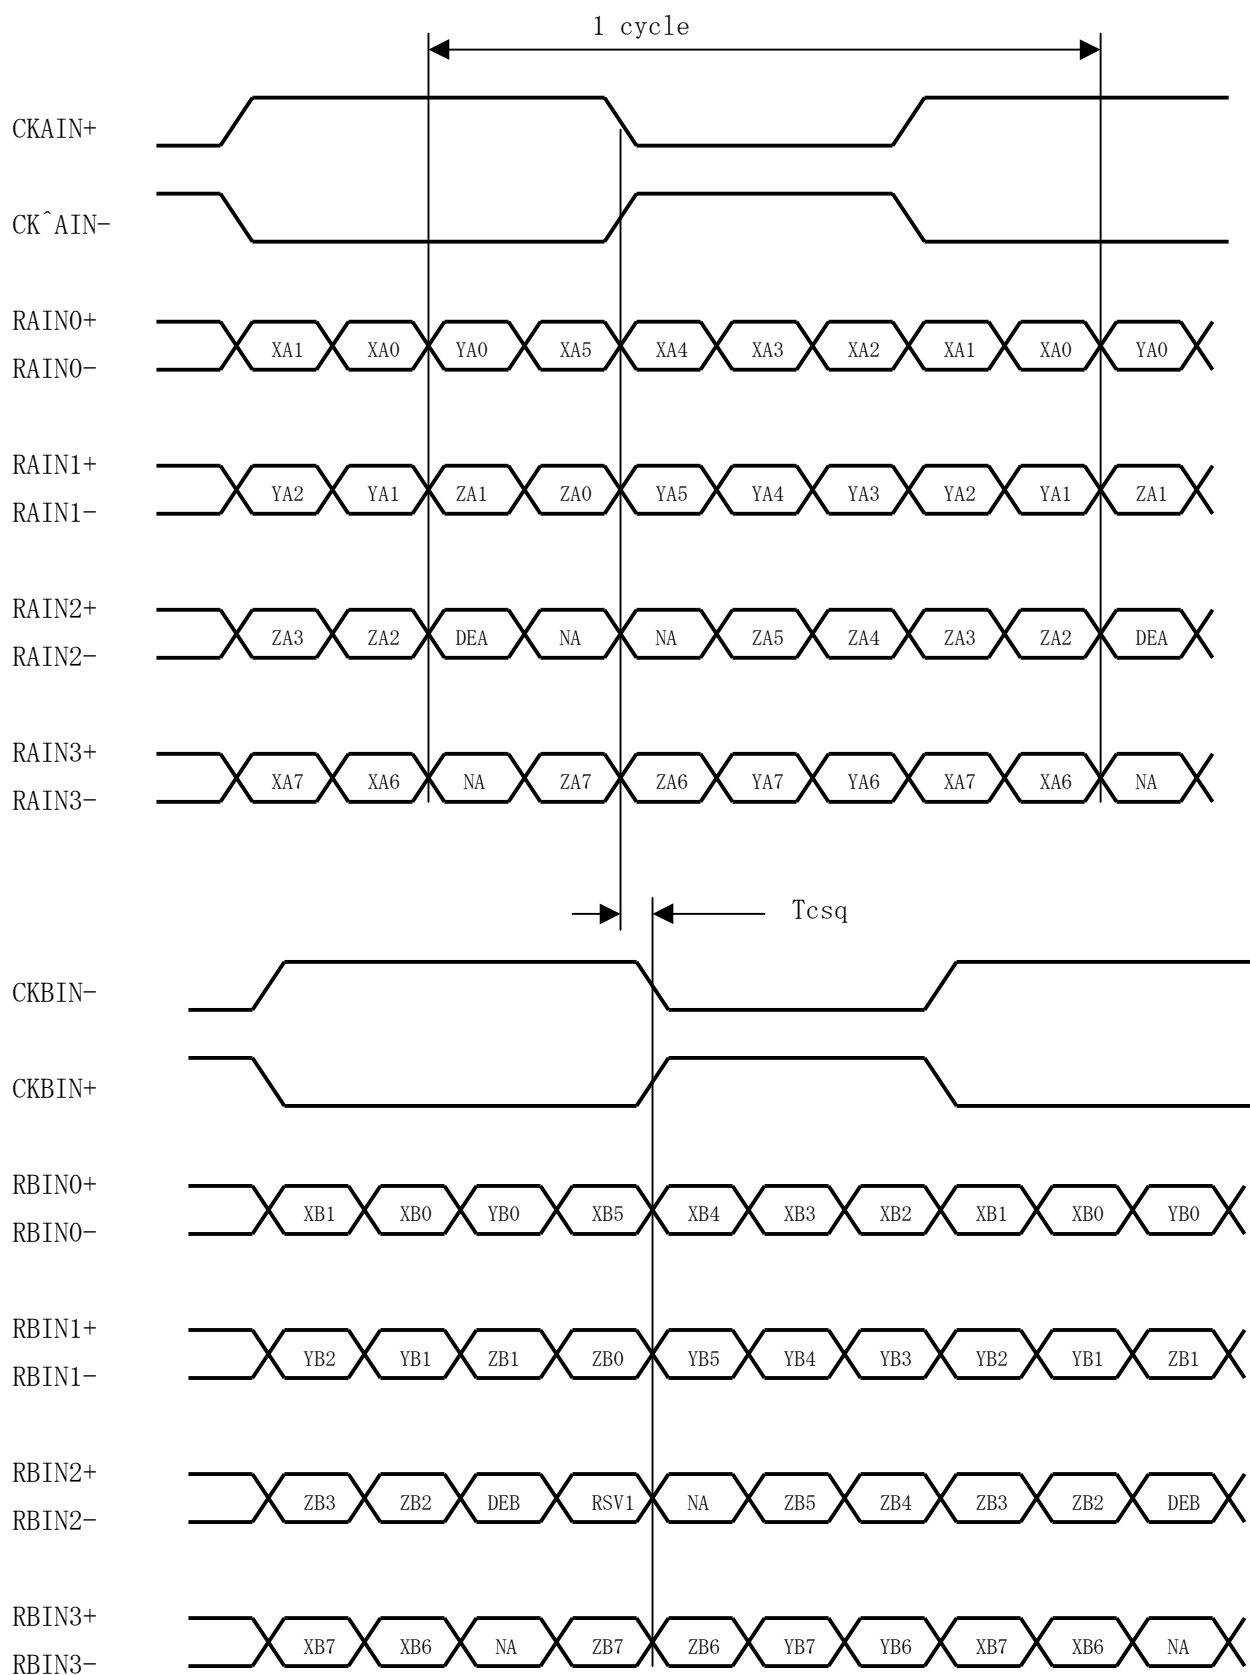 1 cycle
CKAIN+
CK^AIN-
RAIN0+
XA1 XA0 YA0 XA5 XA4 XA3 XA2 XA1 XA0 YA0
RAIN0-
RAIN1+
YA2 YA1 ZA1 ZA0 YA5 YA4 YA3 YA2 YA1 ZA1
RAIN1-
RAIN2+
ZA3 ZA2 DEA NA NA ZA5 ZA4 ZA3 ZA2 DEA
RAIN2-
RAIN3+
XA7 XA6 NA ZA7 ZA6 YA7 YA6 XA7 XA6 NA
RAIN3-
Tcsq
CKBIN-
CKBIN+
RBIN0+
XB1 XB0 YB0 XB5 XB4 XB3 XB2 XB1 XB0 YB0
RBIN0-
RBIN1+
YB2 YB1 ZB1 ZB0 YB5 YB4 YB3 YB2 YB1 ZB1
RBIN1-
RBIN2+
ZB3 ZB2 DEB RSV1 NA ZB5 ZB4 ZB3 ZB2 DEB
RBIN2-
RBIN3+
XB7 XB6 NA ZB7 ZB6 YB7 YB6 XB7 XB6 NA
RBIN3-